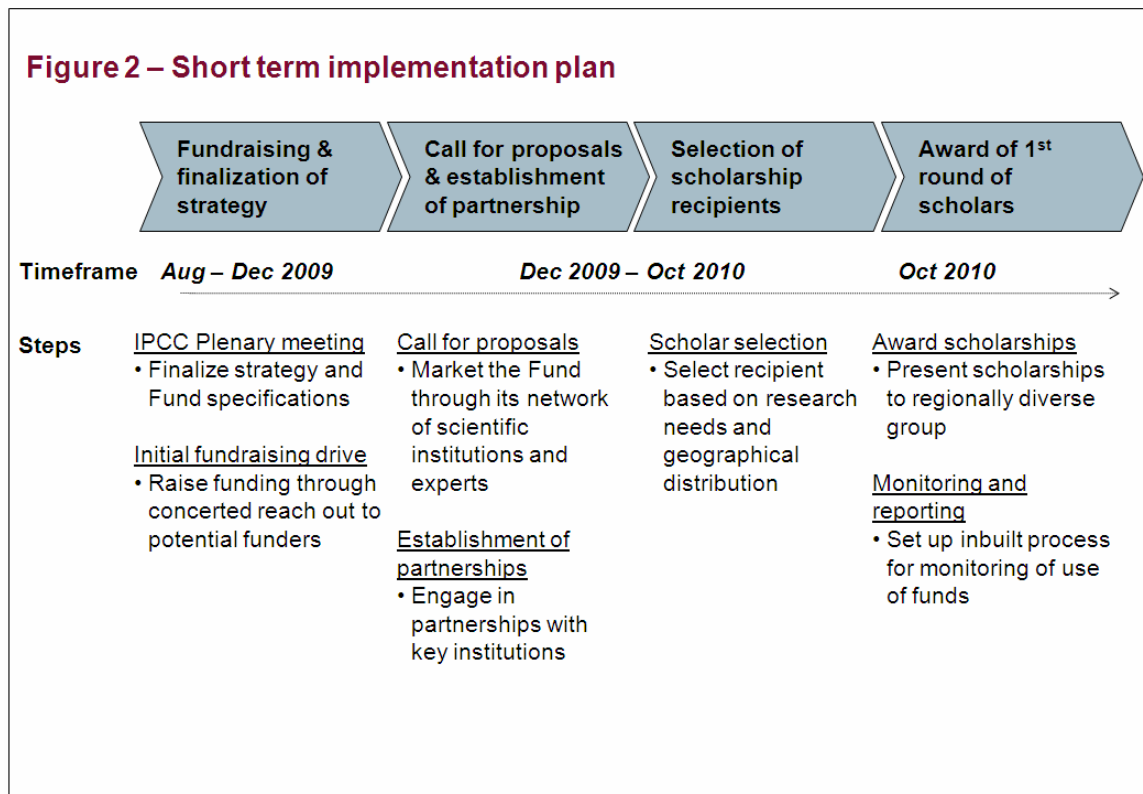 Figure 2 – Short term implementation plan
Fundraising &
finalization of
strategy
Call for proposals
& establishment
of partnership
Selection of
scholarship
recipients
Award of 1st
round of
scholars
Timeframe
Aug – Dec 2009
Dec 2009 – Oct 2010
Oct 2010
Steps
IPCC Plenary meeting
• Finalize strategy and
Fund specifications
Initial fundraising drive
• Raise funding through
concerted reach out to
potential funders
Call for proposals
• Market the Fund
through its network
of scientific
institutions and
experts
Establishment of
partnerships
• Engage in
partnerships with
key institutions
Scholar selection
• Select recipient
based on research
needs and
geographical
distribution
Award scholarships
• Present scholarships
to regionally diverse
group
Monitoring and
reporting
• Set up inbuilt process
for monitoring of use
of funds